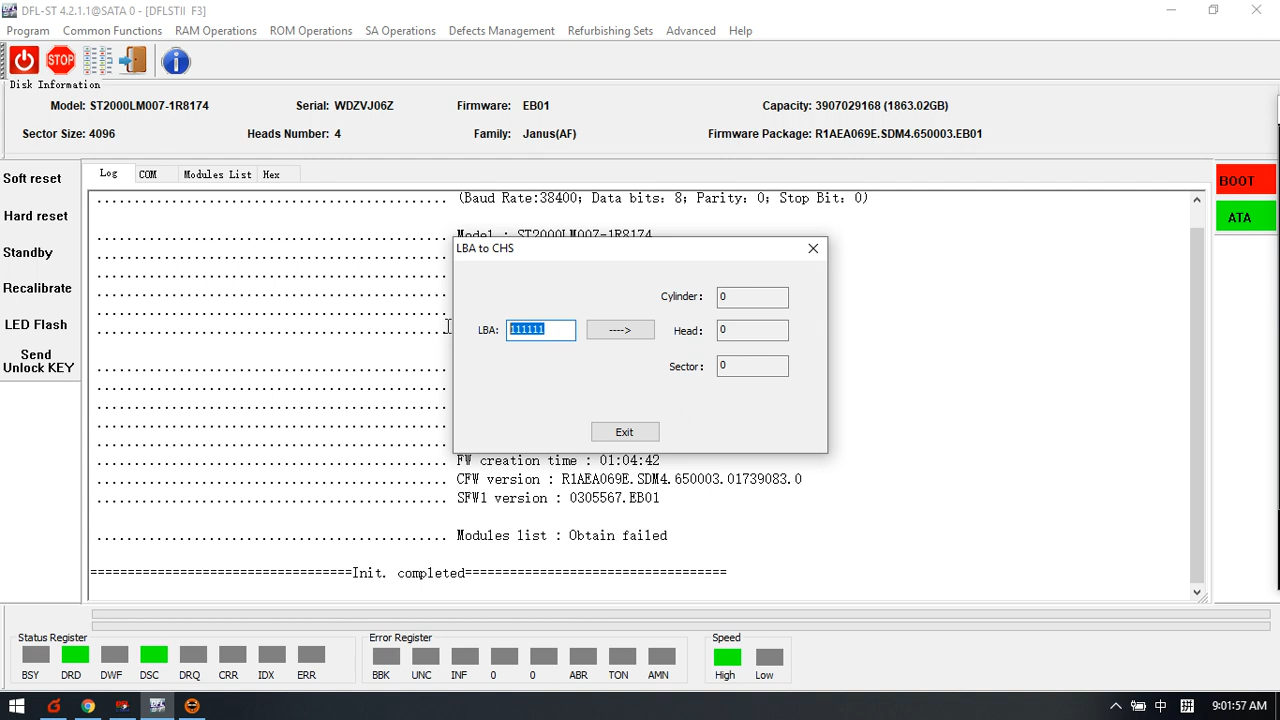 DFL-ST 4.2.1.1@SATA 0 - [DFLSTII F3]
Program Common Functions RAM Operations ROM Operations SA Operations Defects Management Refurbishing Sets Advanced Help
STOP
Disk Information
Model: ST2000LM007-1R8174 Serial: WDZVJ06Z Firmware: EB01 Capacity: 3907029168 (1863.02GB)
Sector Size: 4096 Heads Number: 4 Family: Janus(AF) Firmware Package: R1AEA069E.SDM4.650003.EB01
Soft reset
Hard reset
Standby
Recalibrate
LED Flash
Send
Unlock KEY
Log COM Modules List Hex
............................................... (Baud Rate:38400; Data bits: 8; Parity: 0; Stop Bit: 0)
............................................... Model : ST2000LM007-1R8174
LBA to CHS
Cylinder: 0
LBA: 111111 ----> Head: 0
Sector: 0
Exit
............................................... FW creation time : 01:04:42
............................................... CFW version : R1AEA069E.SDM4.650003.01739083.0
............................................... SFW1 version : 0305567.EB01
............................................... Modules list : Obtain failed
===================================Init. completed===================================
BOOT
ATA
Status Register
BSY DRD DWF DSC DRQ CRR IDX ERR
Error Register
BBK UNC INF 0 0 ABR TON AMN
Speed
High Low
中 拼 9:01:57 AM